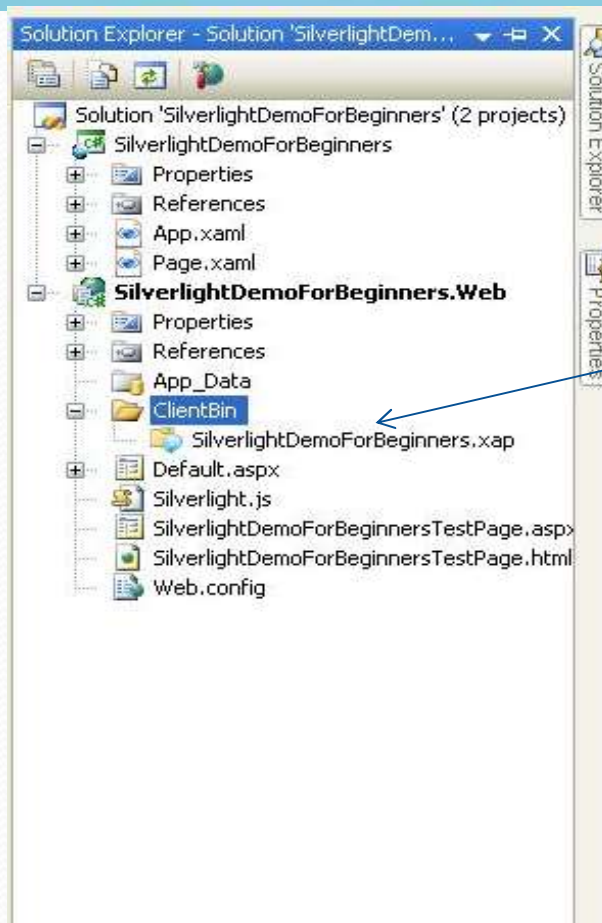 Solution Explorer - Solution 'SilverlightDem...
Solution 'SilverlightDemoForBeginners' (2 projects)
SilverlightDemoForBeginners
Properties
References
App.xaml
Page.xaml
SilverlightDemoForBeginners.Web
Properties
References
App_Data
ClientBin
SilverlightDemoForBeginners.xap
Default.aspx
Silverlight.js
SilverlightDemoForBeginnersTestPage.aspx
SilverlightDemoForBeginnersTestPage.html
Web.config
Solution Explorer
Properties